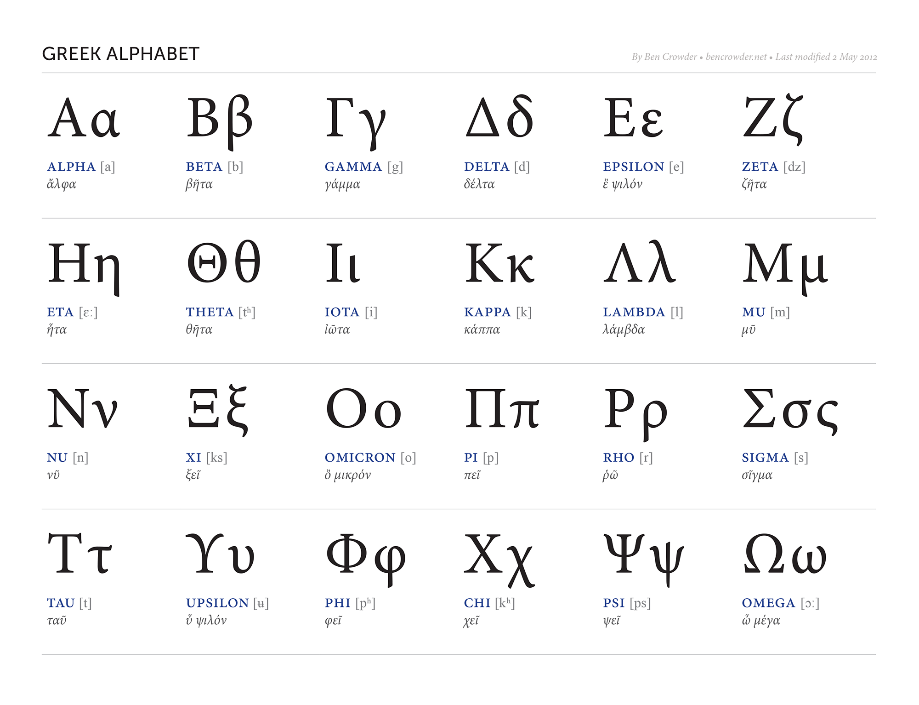 GREEK ALPHABET
By Ben Crowder • bencrowder.net • Last modified 2 May 2012
Αα Ββ Γγ Δδ Εε Ζζ
ALPHA [a] BETA [b] GAMMA [g] DELTA [d] EPSILON [e] ZETA [dz]
ἄλφα βῆτα γάμμα δέλτα ἒ ψιλόν ζῆτα
Ηη Θθ Ιι Κκ Λλ Μμ
ETA [ɛː] THETA [tʰ] IOTA [i] KAPPA [k] LAMBDA [l] MU [m]
ἦτα θῆτα ἰῶτα κάππα λάμβδα μῦ
Νν Ξξ Οο Ππ Ρρ Σσς
NU [n] XI [ks] OMICRON [o] PI [p] RHO [r] SIGMA [s]
νῦ ξεῖ ὂ μικρόν πεῖ ῥῶ σῖγμα
Ττ Υυ Φφ Χχ Ψψ Ωω
TAU [t] UPSILON [ʉ] PHI [pʰ] CHI [kʰ] PSI [ps] OMEGA [ɔː]
ταῦ ὖ ψιλόν φεῖ χεῖ ψεῖ ὦ μέγα